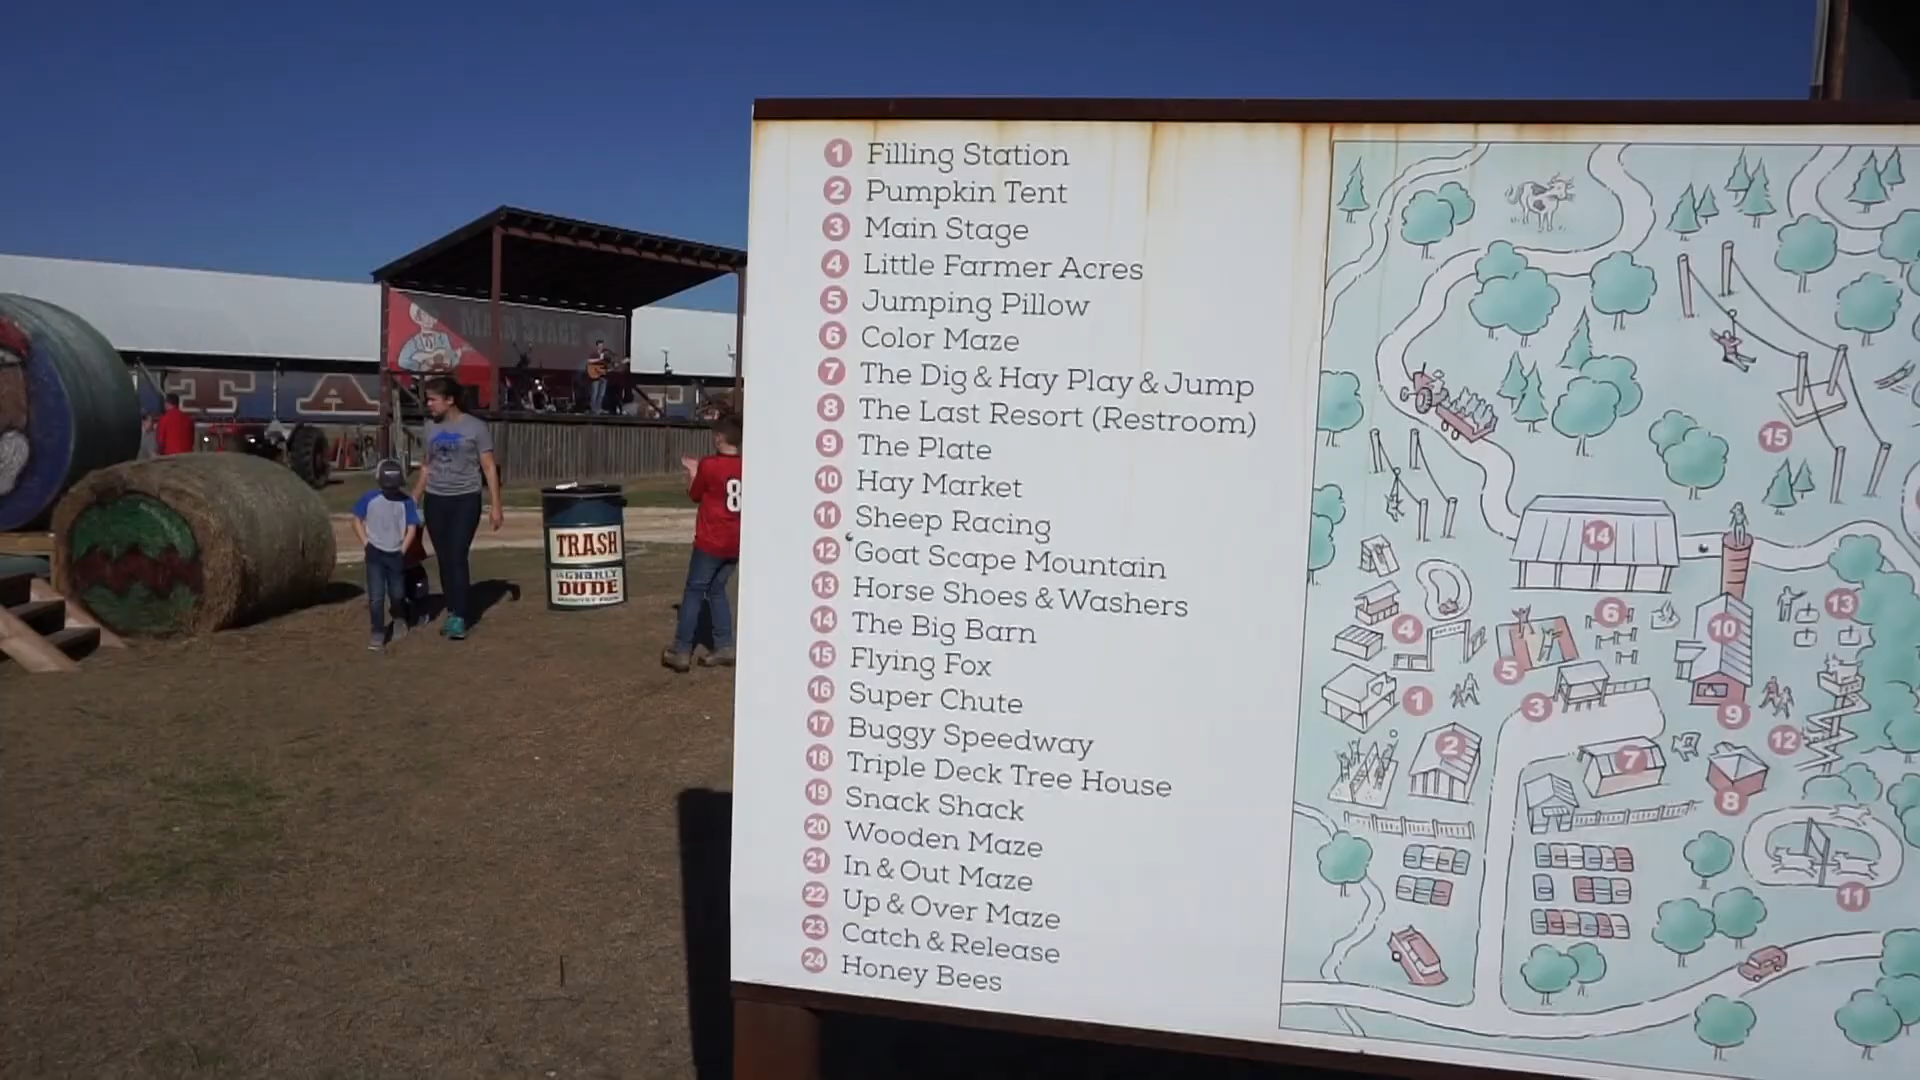 MAIN STAGE
T A
8
TRASH
GNARLY
DUDE
1 Filling Station
2 Pumpkin Tent
3 Main Stage
4 Little Farmer Acres
5 Jumping Pillow
6 Color Maze
7 The Dig & Hay Play & Jump
8 The Last Resort (Restroom)
9 The Plate
10 Hay Market
11 Sheep Racing
12 Goat Scape Mountain
13 Horse Shoes & Washers
14 The Big Barn
15 Flying Fox
16 Super Chute
17 Buggy Speedway
18 Triple Deck Tree House
19 Snack Shack
20 Wooden Maze
21 In & Out Maze
22 Up & Over Maze
23 Catch & Release
24 Honey Bees
15
14
4
6
13
10
5
1
3
9
2
12
7
8
11